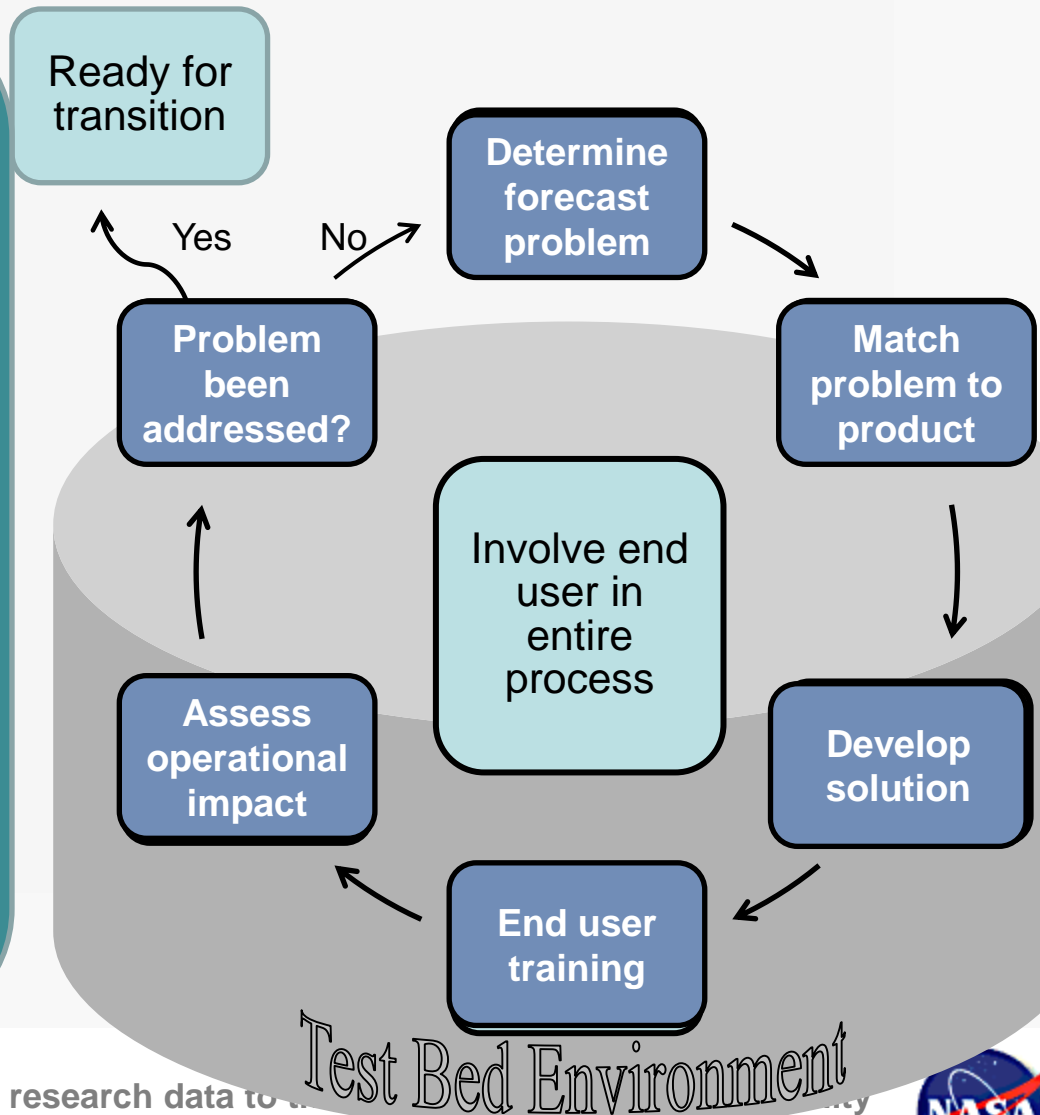 Ready for
transition
Yes
No
Determine
forecast
problem
Match
problem to
product
Develop
solution
End user
training
Assess
operational
impact
Problem
been
addressed?
Involve end
user in
entire
process
Test Bed Environment
research data to
NASA